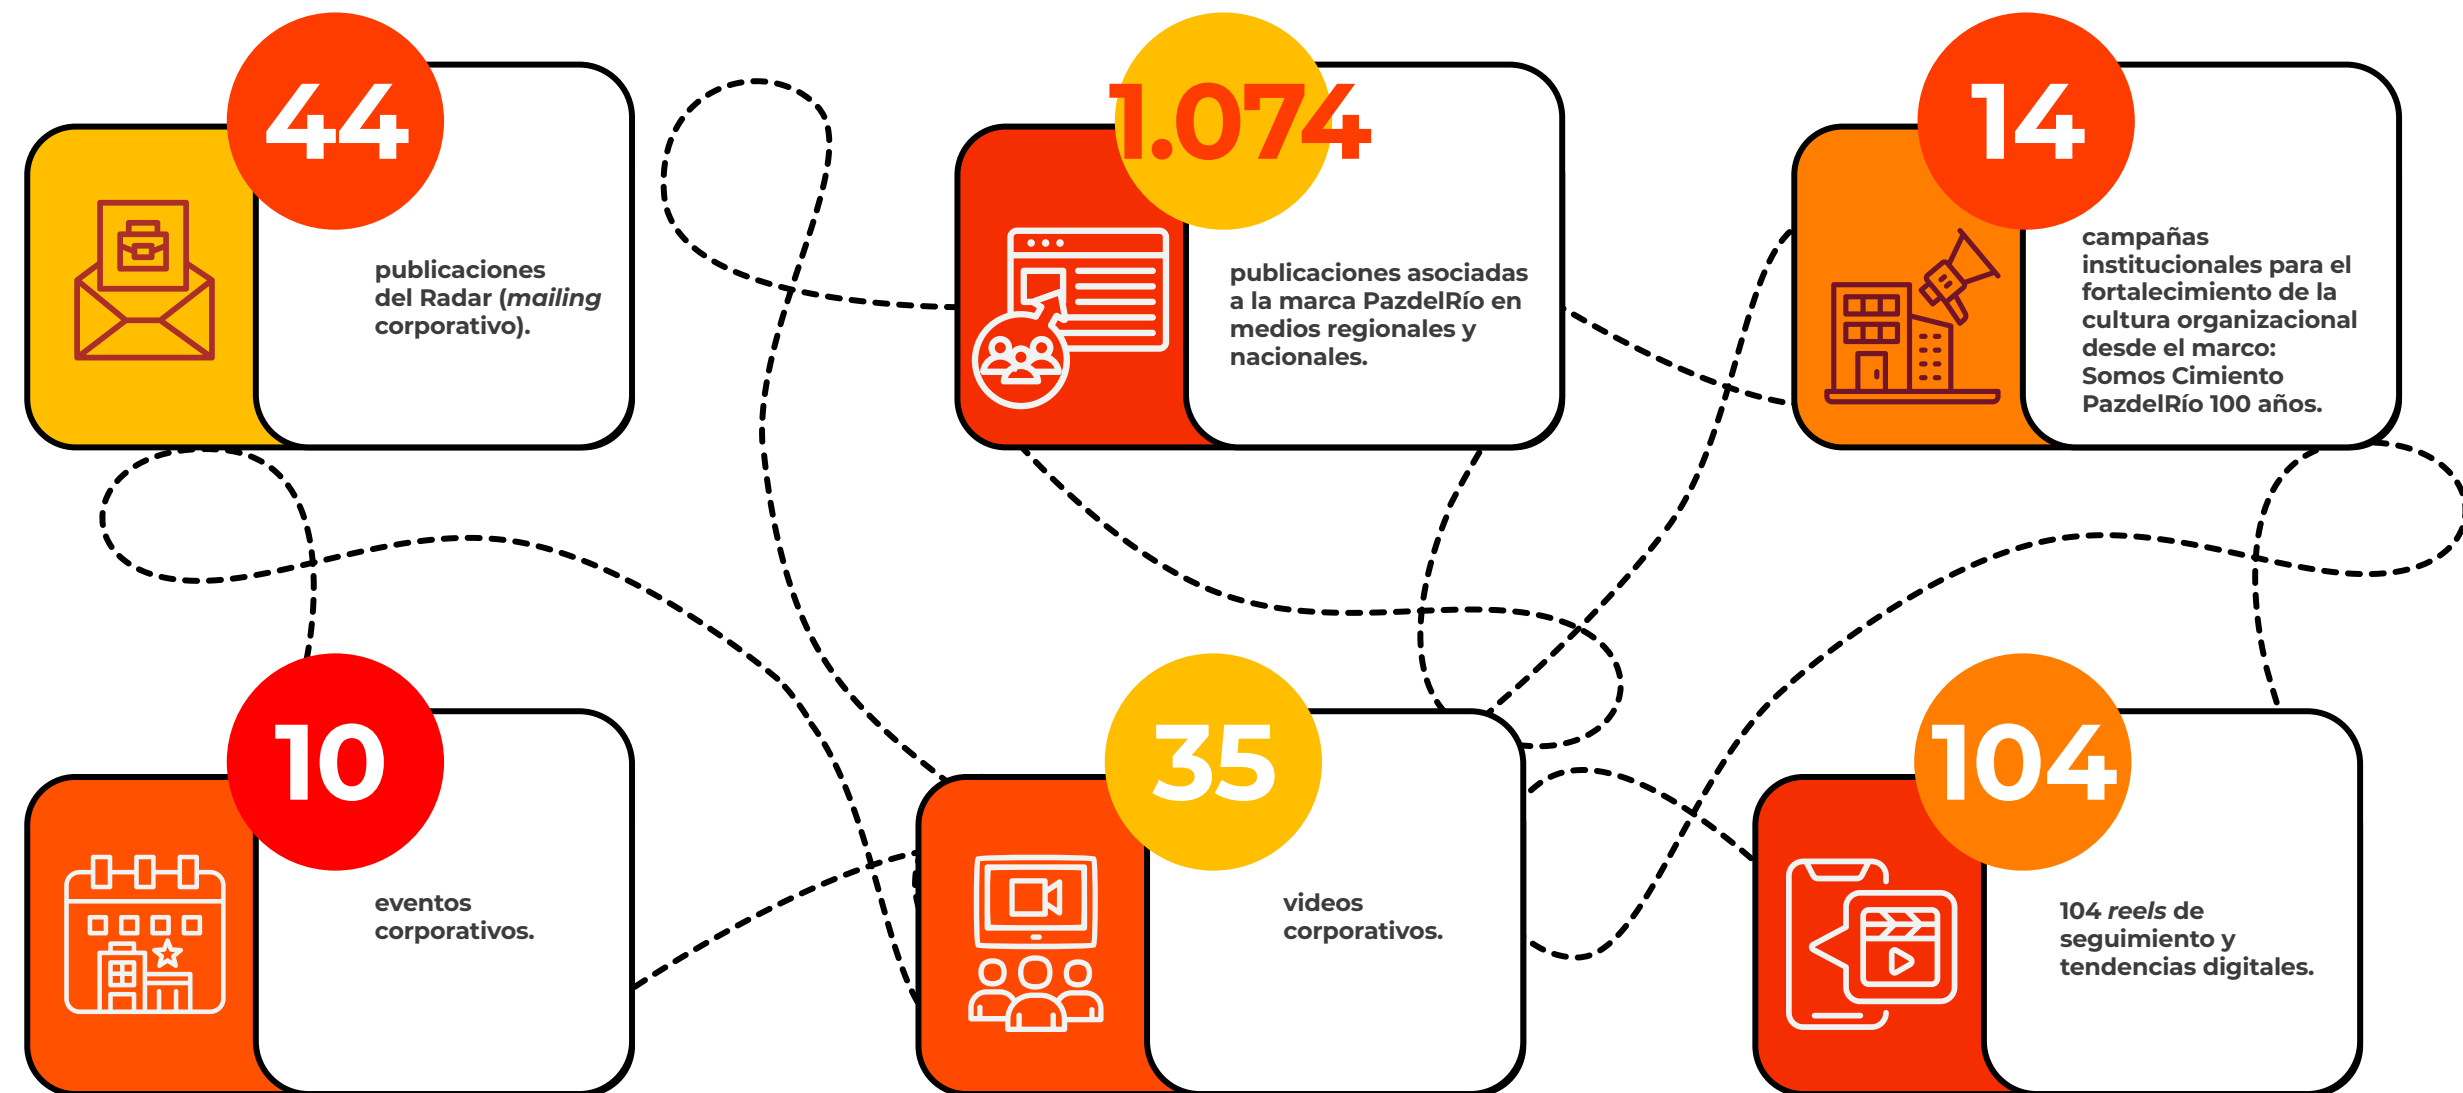 44
publicaciones
del Radar (mailing
corporativo).
1.074
publicaciones asociadas
a la marca PazdelRío en
medios regionales y
nacionales.
14
campañas
institucionales para el
fortalecimiento de la
cultura organizacional
desde el marco:
Somos Cimiento
PazdelRío 100 años.
10
eventos
corporativos.
35
videos
corporativos.
104
104 reels de
seguimiento y
tendencias digitales.